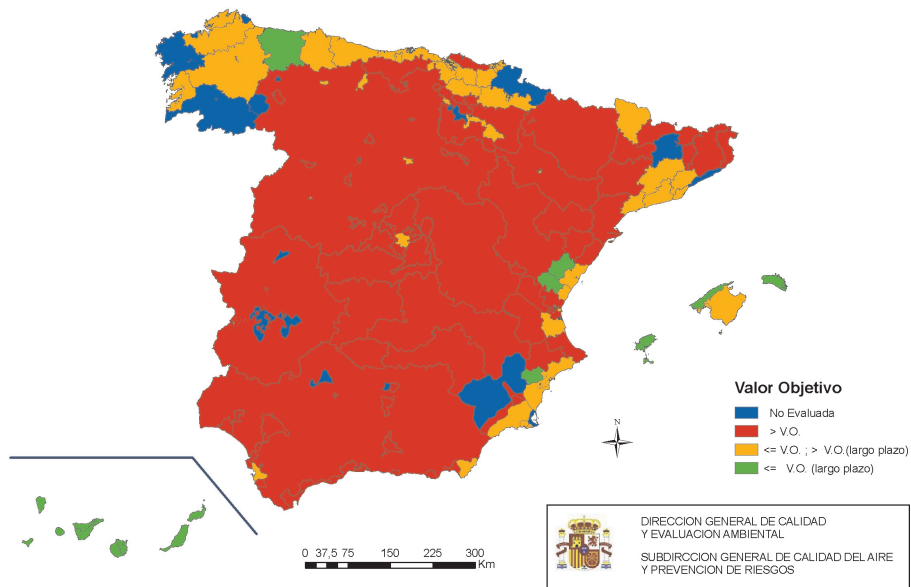 Valor Objetivo
No Evaluada
> V.O.
<= V.O. ; > V.O.(largo plazo)
<= V.O. (largo plazo)
N
0 37,5 75 150 225 300
Km
DIRECCION GENERAL DE CALIDAD
Y EVALUACION AMBIENTAL
SUBDIRCCION GENERAL DE CALIDAD DEL AIRE
Y PREVENCION DE RIESGOS